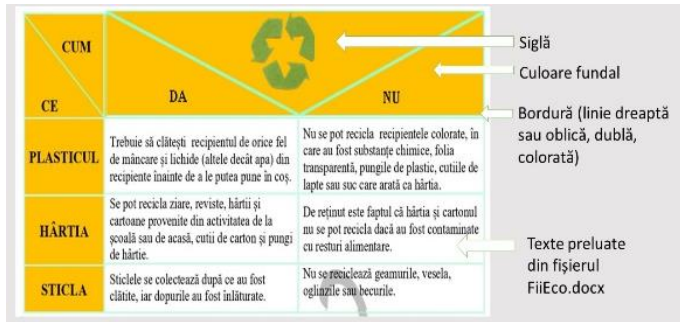 CUM
CE
DA
NU
PLASTICUL
Trebuie să clătești recipientul de orice fel
de mâncare și lichide (altele decât apa) din
recipiente înainte de a le putea pune în coș.
Nu se pot recicla recipientele colorate, în
care au fost substanțe chimice, folia
transparentă, pungile de plastic, cutiile de
lapte sau suc care arată ca hârtia.
HÂRTIA
Se pot recicla ziare, reviste, hârtii și
cartoane provenite din activitatea de la
școală sau de acasă, cutii de carton și pungi
de hârtie.
De reținut este faptul că hârtia și cartonul
nu se pot recicla dacă au fost contaminate
cu resturi alimentare.
STICLA
Sticlele se colectează după ce au fost
clătite, iar dopurile au fost înlăturate.
Nu se reciclează geamurile, vesela,
oglinzile sau becurile.
Siglă
Culoare fundal
Bordură (linie dreaptă
sau oblică, dublă,
colorată)
Texte preluate
din fișierul
FiiEco.docx